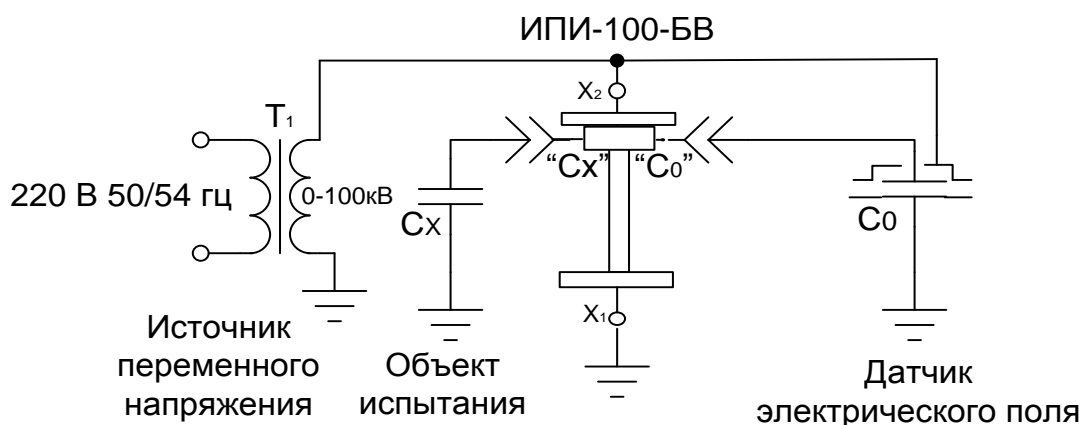 ИПИ-100-БВ
X2
T1
“Cx” “C0”
220 В 50/54 гц
0-100кВ
CX
C0
X1
Источник
переменного
напряжения
Объект
испытания
Датчик
электрического поля